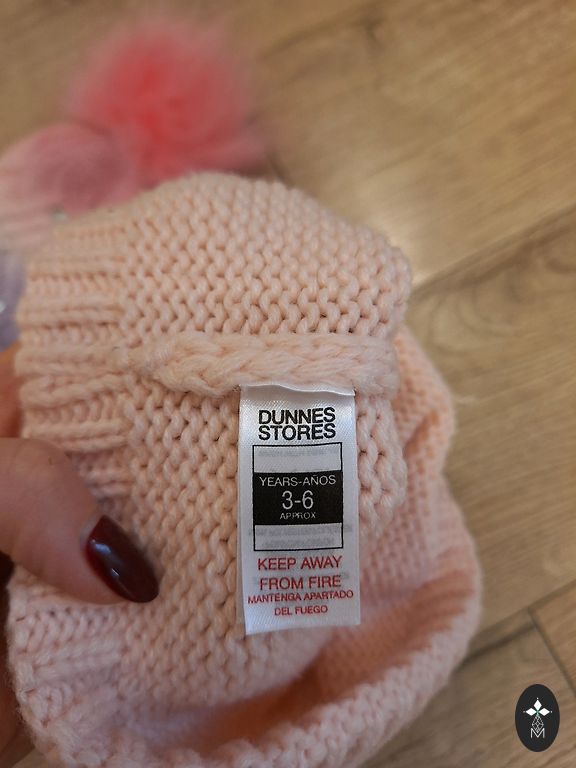 DUNNES
STORES
YEARS-AÑOS
3-6
APPROX
KEEP AWAY
FROM FIRE
MANTENGA APARTADO
DEL FUEGO